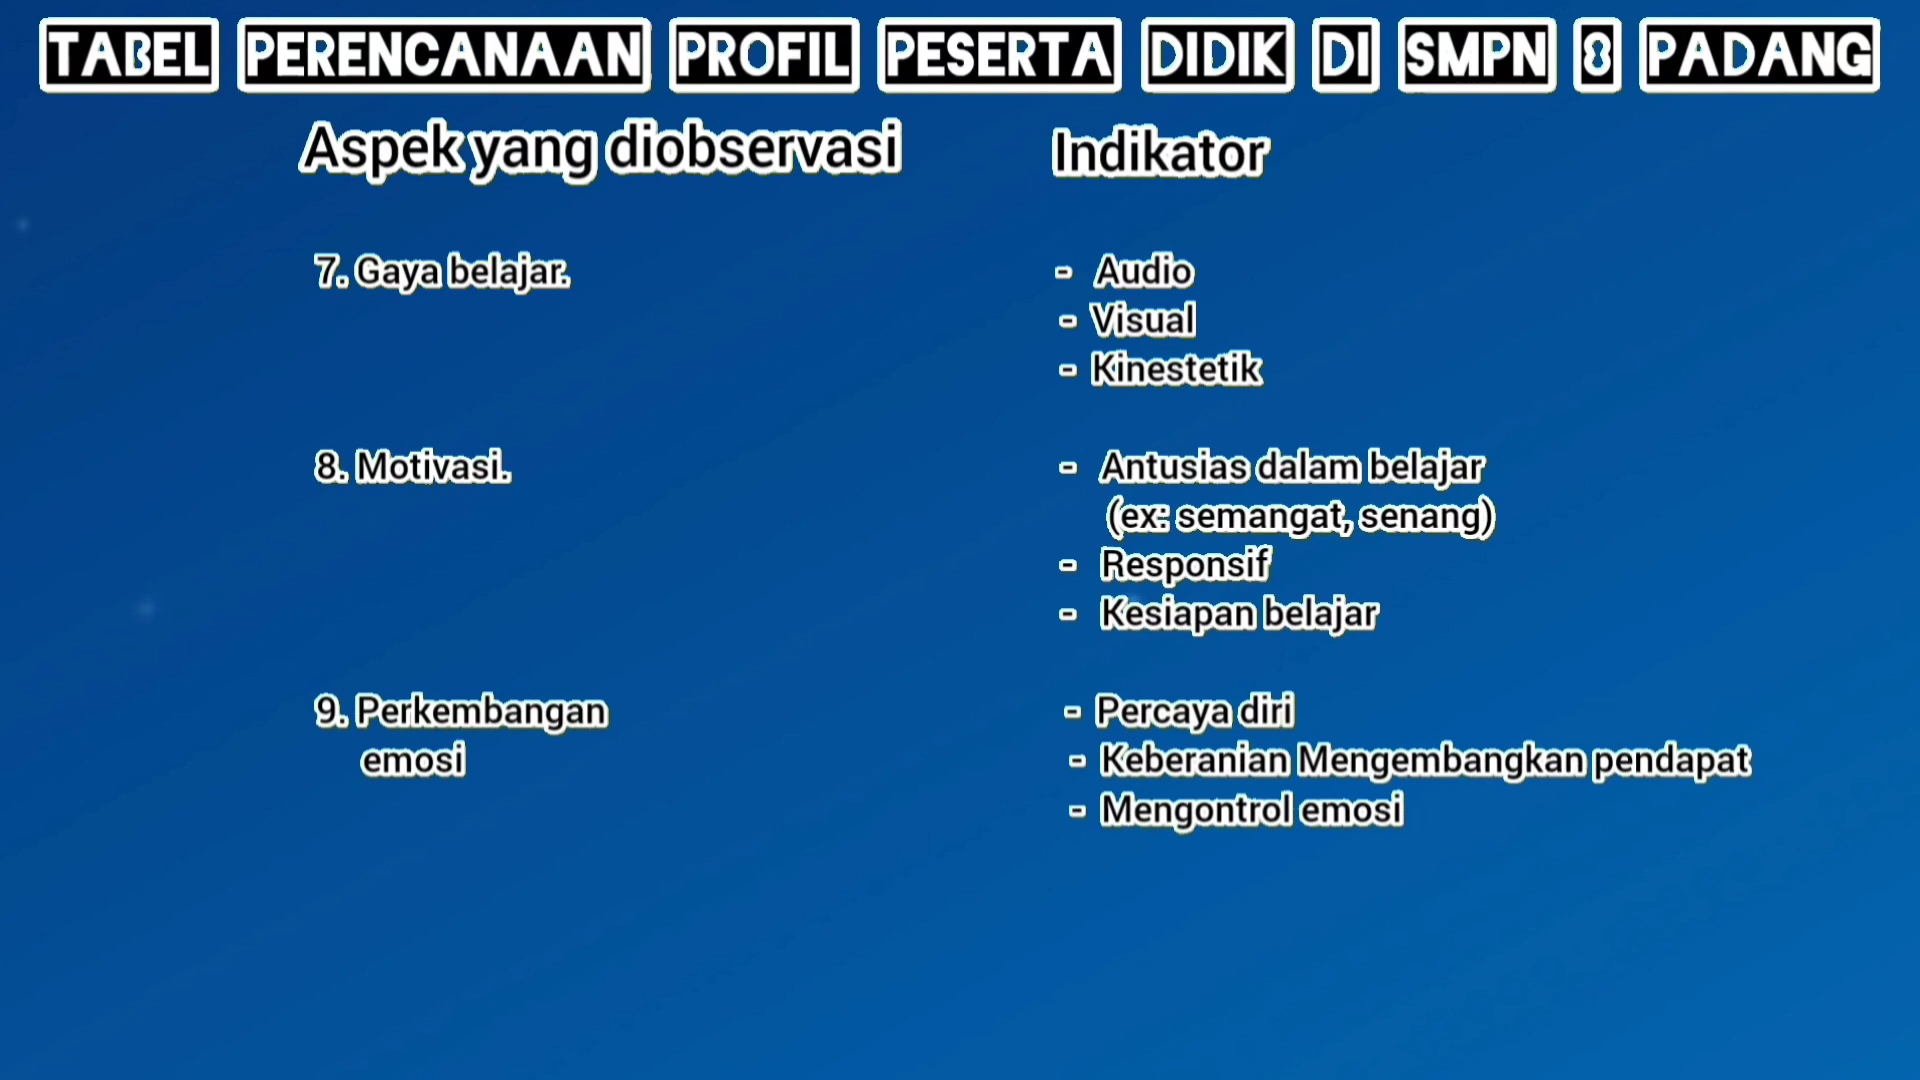 TABEL PERENCANAAN PROFIL PESERTA DIDIK DI SMPN 8 PADANG
Aspek yang diobservasi Indikator
7. Gaya belajar. - Audio
- Visual
- Kinestetik
8. Motivasi. - Antusias dalam belajar
(ex: semangat, senang)
- Responsif
- Kesiapan belajar
9. Perkembangan - Percaya diri
emosi - Keberanian Mengembangkan pendapat
- Mengontrol emosi